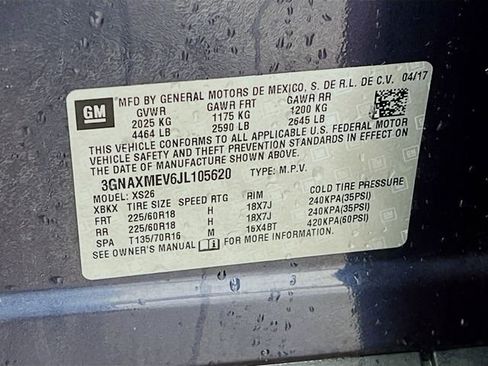 GM
MFD BY GENERAL MOTORS DE MEXICO, S. DE R.L. DE C.V. 04/17
GVWR GAWR FRT GAWR RR
2025 KG 1175 KG 1200 KG
4464 LB 2590 LB 2645 LB
THIS VEHICLE CONFORMS TO ALL APPLICABLE U.S. FEDERAL MOTOR
VEHICLE SAFETY BUMPER, AND THEFT PREVENTION STANDARDS IN EFFECT ON
THE DATE OF MANUFACTURE SHOWN ABOVE.
3GNAXMEV6JL105620 TYPE: M.P.V.
MODEL: XS26
XBKX TIRE SIZE SPEED RTG RIM COLD TIRE PRESSURE
FRT 225/60R18 H 18X7J 240KPA(35PSI)
RR 225/60R18 H 18X7J 240KPA(35PSI)
SPA T135/70R16 M 16X4BT 420KPA(60PSI)
SEE OWNER'S MANUAL FOR MORE INFORMATION.